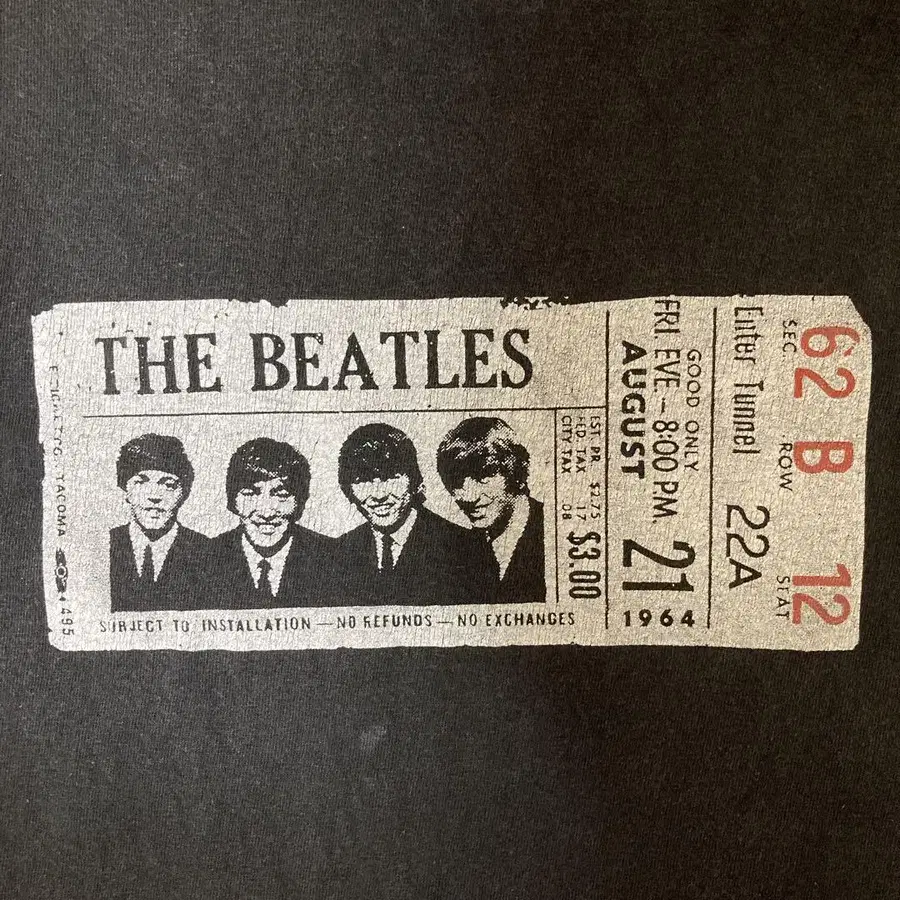 THE BEATLES
EST. PR. $2.75
FED TAX 17
CITY TAX 08
$3.00
SUBJECT TO INSTALLATION — NO REFUNDS — NO EXCHANGES
TACOMA
1495
GOOD ONLY
FRI. EVE. – 8:00 P.M.
AUGUST 21
1964
Enter Tunnel 22A
SEC. ROW SEAT
62 B 12